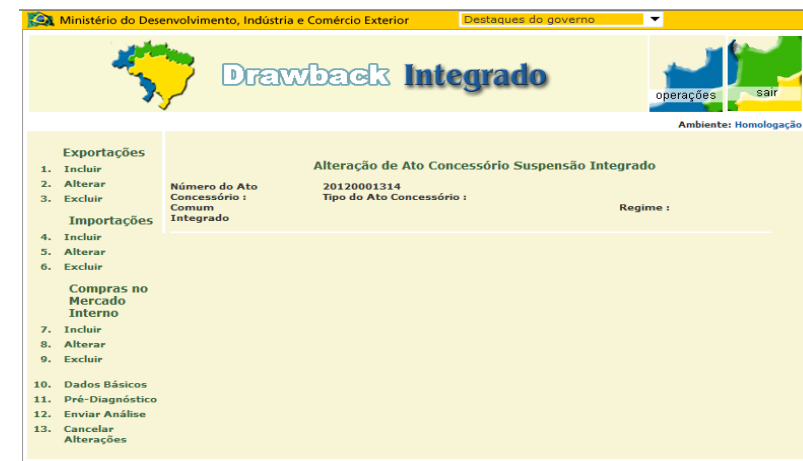 Ministério do Desenvolvimento, Indústria e Comércio Exterior
Destaques do governo
Drawback Integrado
operações
sair
Ambiente: Homologação
Exportações
1. Incluir
2. Alterar
3. Excluir
Importações
4. Incluir
5. Alterar
6. Excluir
Compras no
Mercado
Interno
7. Incluir
8. Alterar
9. Excluir
10. Dados Básicos
11. Pré-Diagnóstico
12. Enviar Análise
13. Cancelar
Alterações
Alteração de Ato Concessório Suspensão Integrado
Número do Ato 20120001314
Concessório : Tipo do Ato Concessório :
Comum Regime :
Integrado